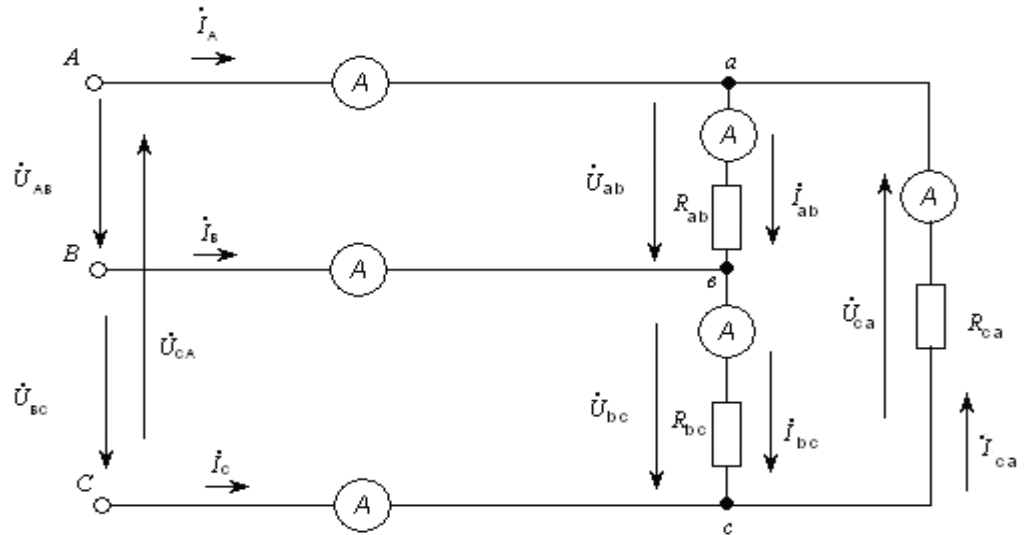 İ_A
A
A
a
A
U̇_AB
U̇_ab
R_ab
İ_ab
A
B
İ_B
A
в
U̇_CA
A
U̇_ca
R_ca
U̇_BC
U̇_bc
R_bc
İ_bc
İ_ca
C
İ_C
A
c